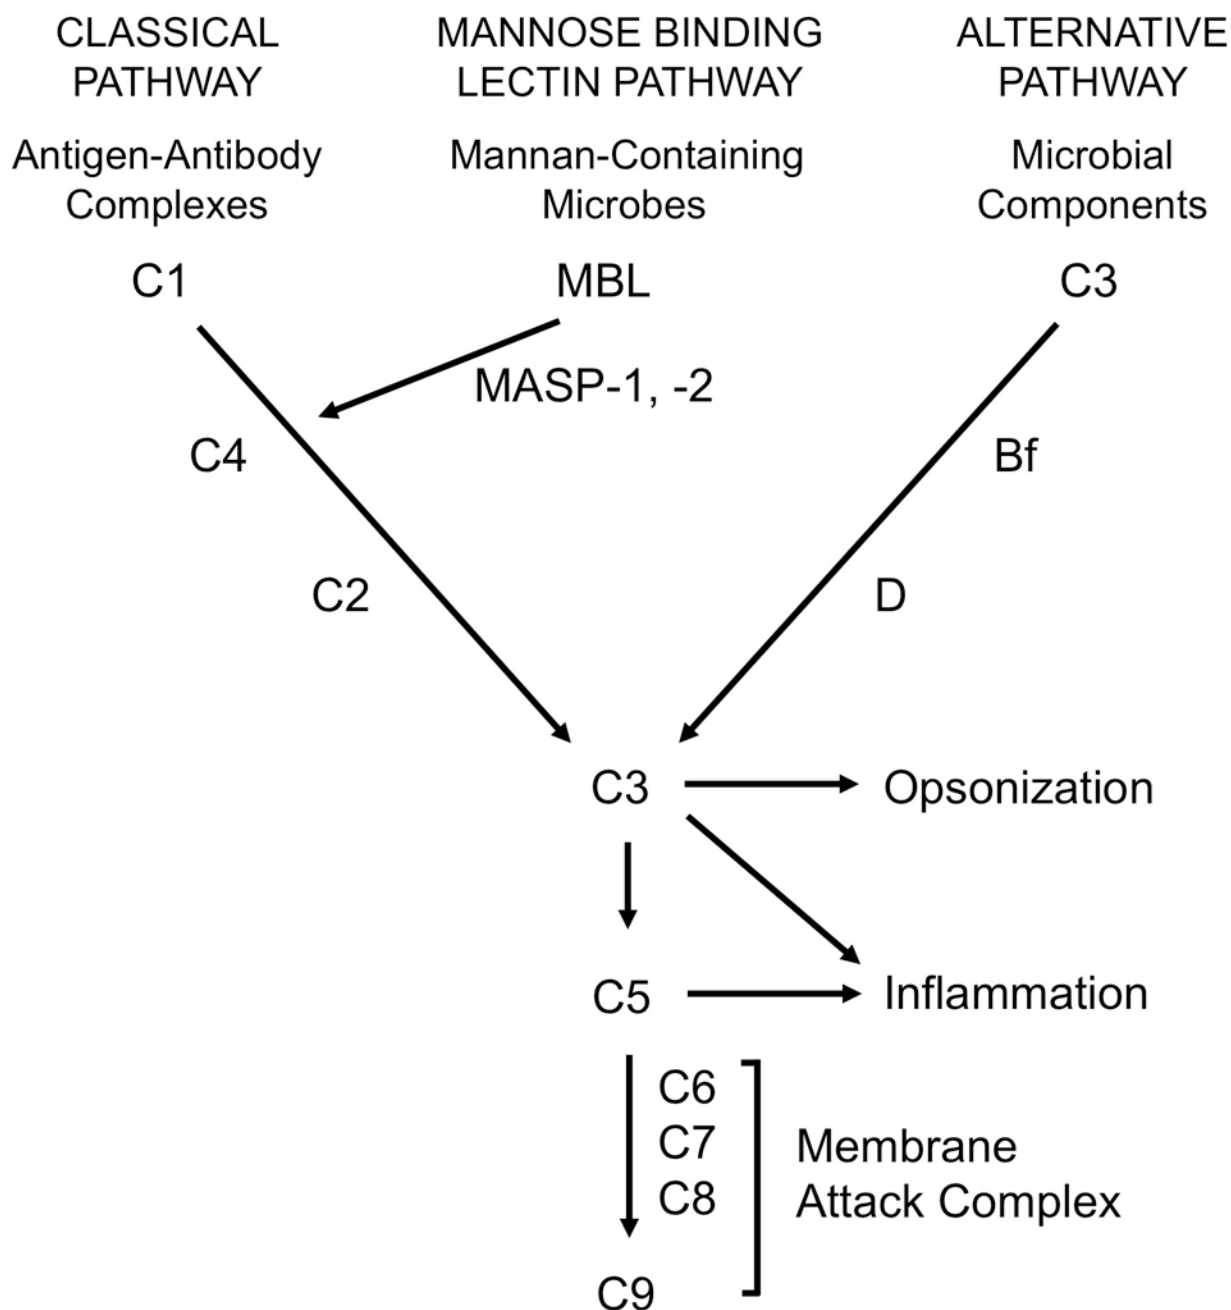 CLASSICAL
PATHWAY
MANNOSE BINDING
LECTIN PATHWAY
ALTERNATIVE
PATHWAY
Antigen-Antibody
Complexes
Mannan-Containing
Microbes
Microbial
Components
C1
MBL
C3
MASP-1, -2
C4
Bf
C2
D
C3
Opsonization
C5
Inflammation
C6
C7
C8
Membrane
Attack Complex
C9